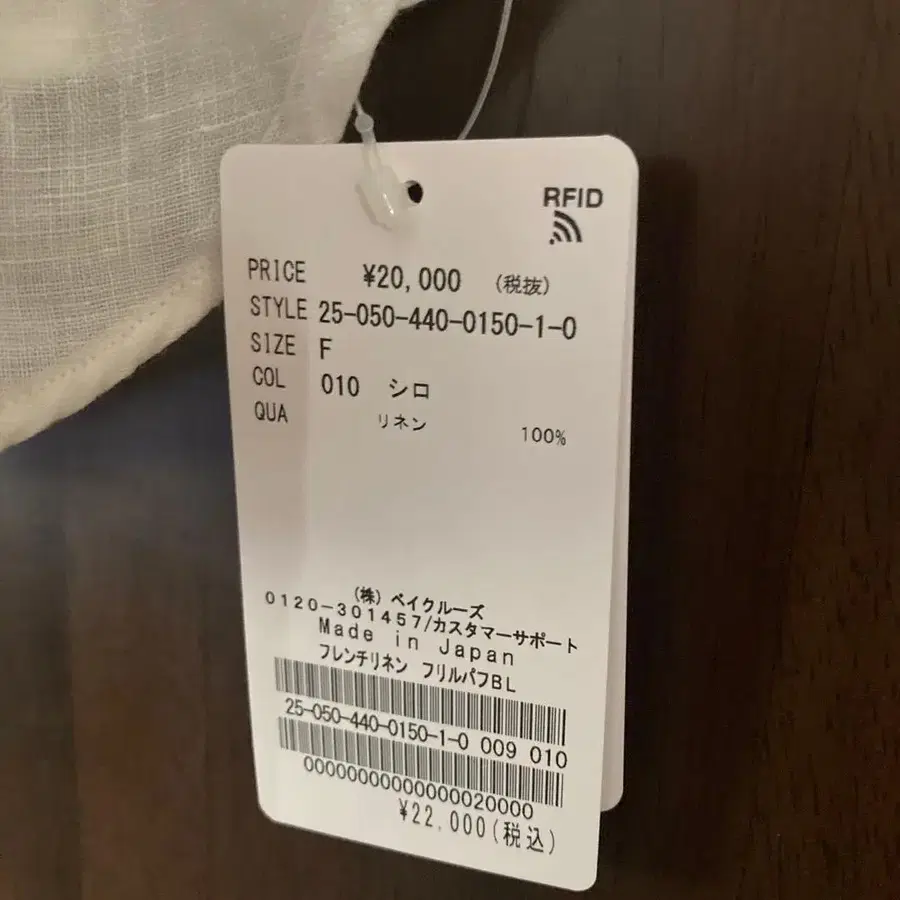 RFID
PRICE ¥20,000 (税抜)
STYLE 25-050-440-0150-1-0
SIZE F
COL 010 シロ
QUA リネン 100%
(株) ベイクルーズ
0120-301457/カスタマーサポート
Made in Japan
フレンチリネン フリルパフBL
25-050-440-0150-1-0 009 010
00000000000000020000
¥22,000(税込)